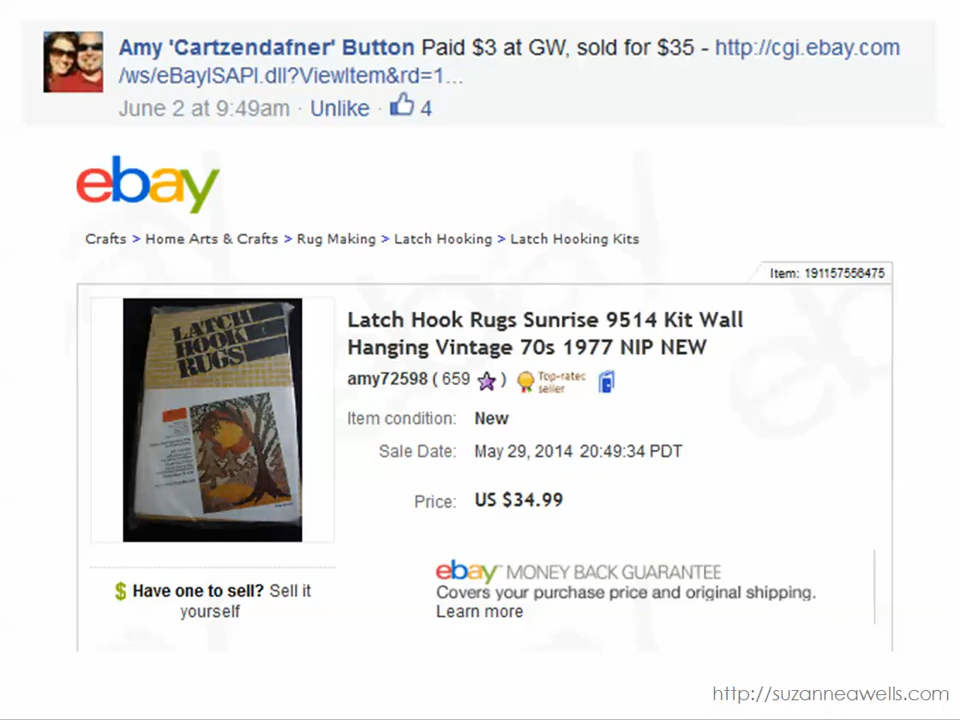 Amy 'Cartzendafner' Button Paid $3 at GW, sold for $35 - http://cgi.ebay.com
/ws/eBayISAPI.dll?ViewItem&rd=1...
June 2 at 9:49am · Unlike · 4
ebay
Crafts > Home Arts & Crafts > Rug Making > Latch Hooking > Latch Hooking Kits
Item: 191157556475
LATCH
HOOK
RUGS
Latch Hook Rugs Sunrise 9514 Kit Wall
Hanging Vintage 70s 1977 NIP NEW
amy72598 ( 659 )
Top-rated
seller
Item condition: New
Sale Date: May 29, 2014 20:49:34 PDT
Price: US $34.99
$ Have one to sell? Sell it
yourself
ebay™ MONEY BACK GUARANTEE
Covers your purchase price and original shipping.
Learn more
http://suzanneawells.com